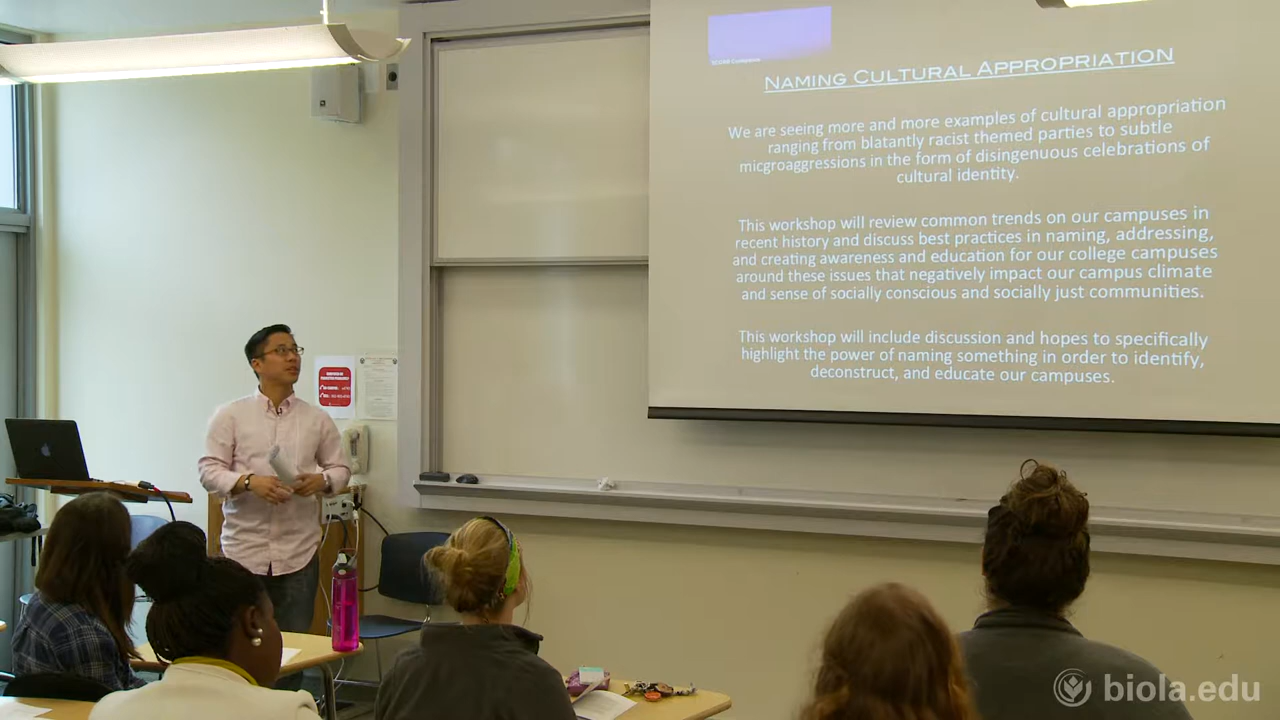 NAMING CULTURAL APPROPRIATION
We are seeing more and more examples of cultural appropriation
ranging from blatantly racist themed parties to subtle
micgroaggressions in the form of disingenuous celebrations of
cultural identity.
This workshop will review common trends on our campuses in
recent history and discuss best practices in naming, addressing,
and creating awareness and education for our college campuses
around these issues that negatively impact our campus climate
and sense of socially conscious and socially just communities.
This workshop will include discussion and hopes to specifically
highlight the power of naming something in order to identify,
deconstruct, and educate our campuses.
biola.edu